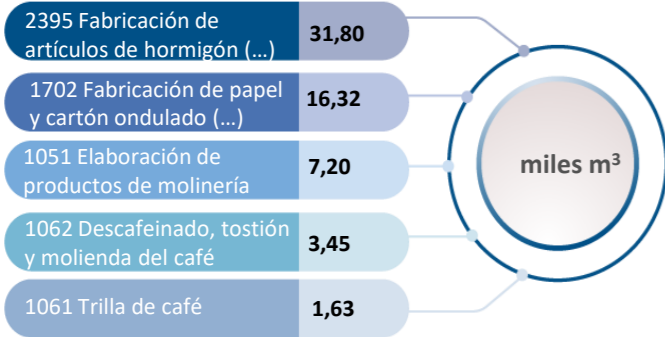 2395 Fabricación de
artículos de hormigón (...)
31,80
1702 Fabricación de papel
y cartón ondulado (...)
16,32
1051 Elaboración de
productos de molinería
7,20
1062 Descafeinado, tostión
y molienda del café
3,45
1061 Trilla de café
1,63
miles m³